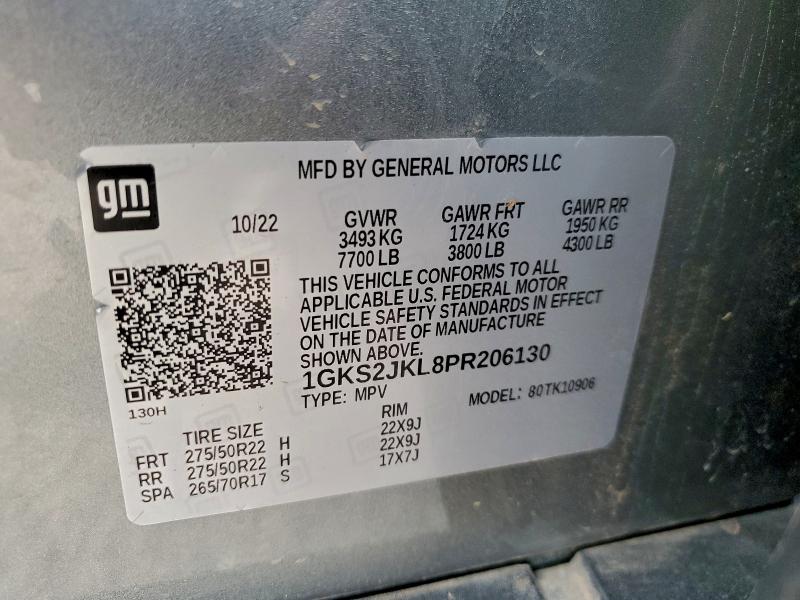 gm
MFD BY GENERAL MOTORS LLC
10/22
GVWR
3493 KG
7700 LB
GAWR FRT
1724 KG
3800 LB
GAWR RR
1950 KG
4300 LB
THIS VEHICLE CONFORMS TO ALL
APPLICABLE U.S. FEDERAL MOTOR
VEHICLE SAFETY STANDARDS IN EFFECT
ON THE DATE OF MANUFACTURE
SHOWN ABOVE.
1GKS2JKL8PR206130
TYPE: MPV
MODEL: 80TK10906
130H
TIRE SIZE RIM
FRT 275/50R22 H 22X9J
RR 275/50R22 H 22X9J
SPA 265/70R17 S 17X7J